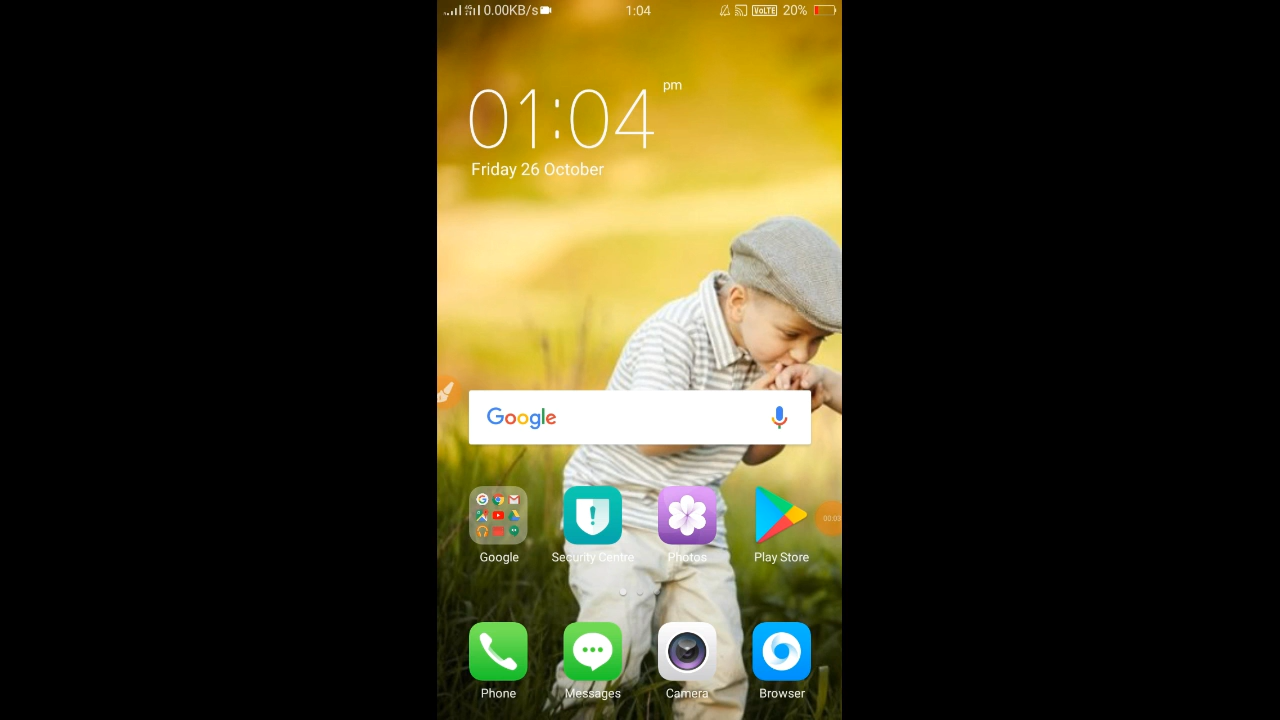 0.00KB/s 1:04 VoLTE 20%
01:04 pm
Friday 26 October
Google
Google Security Centre Photos Play Store
Phone Messages Camera Browser